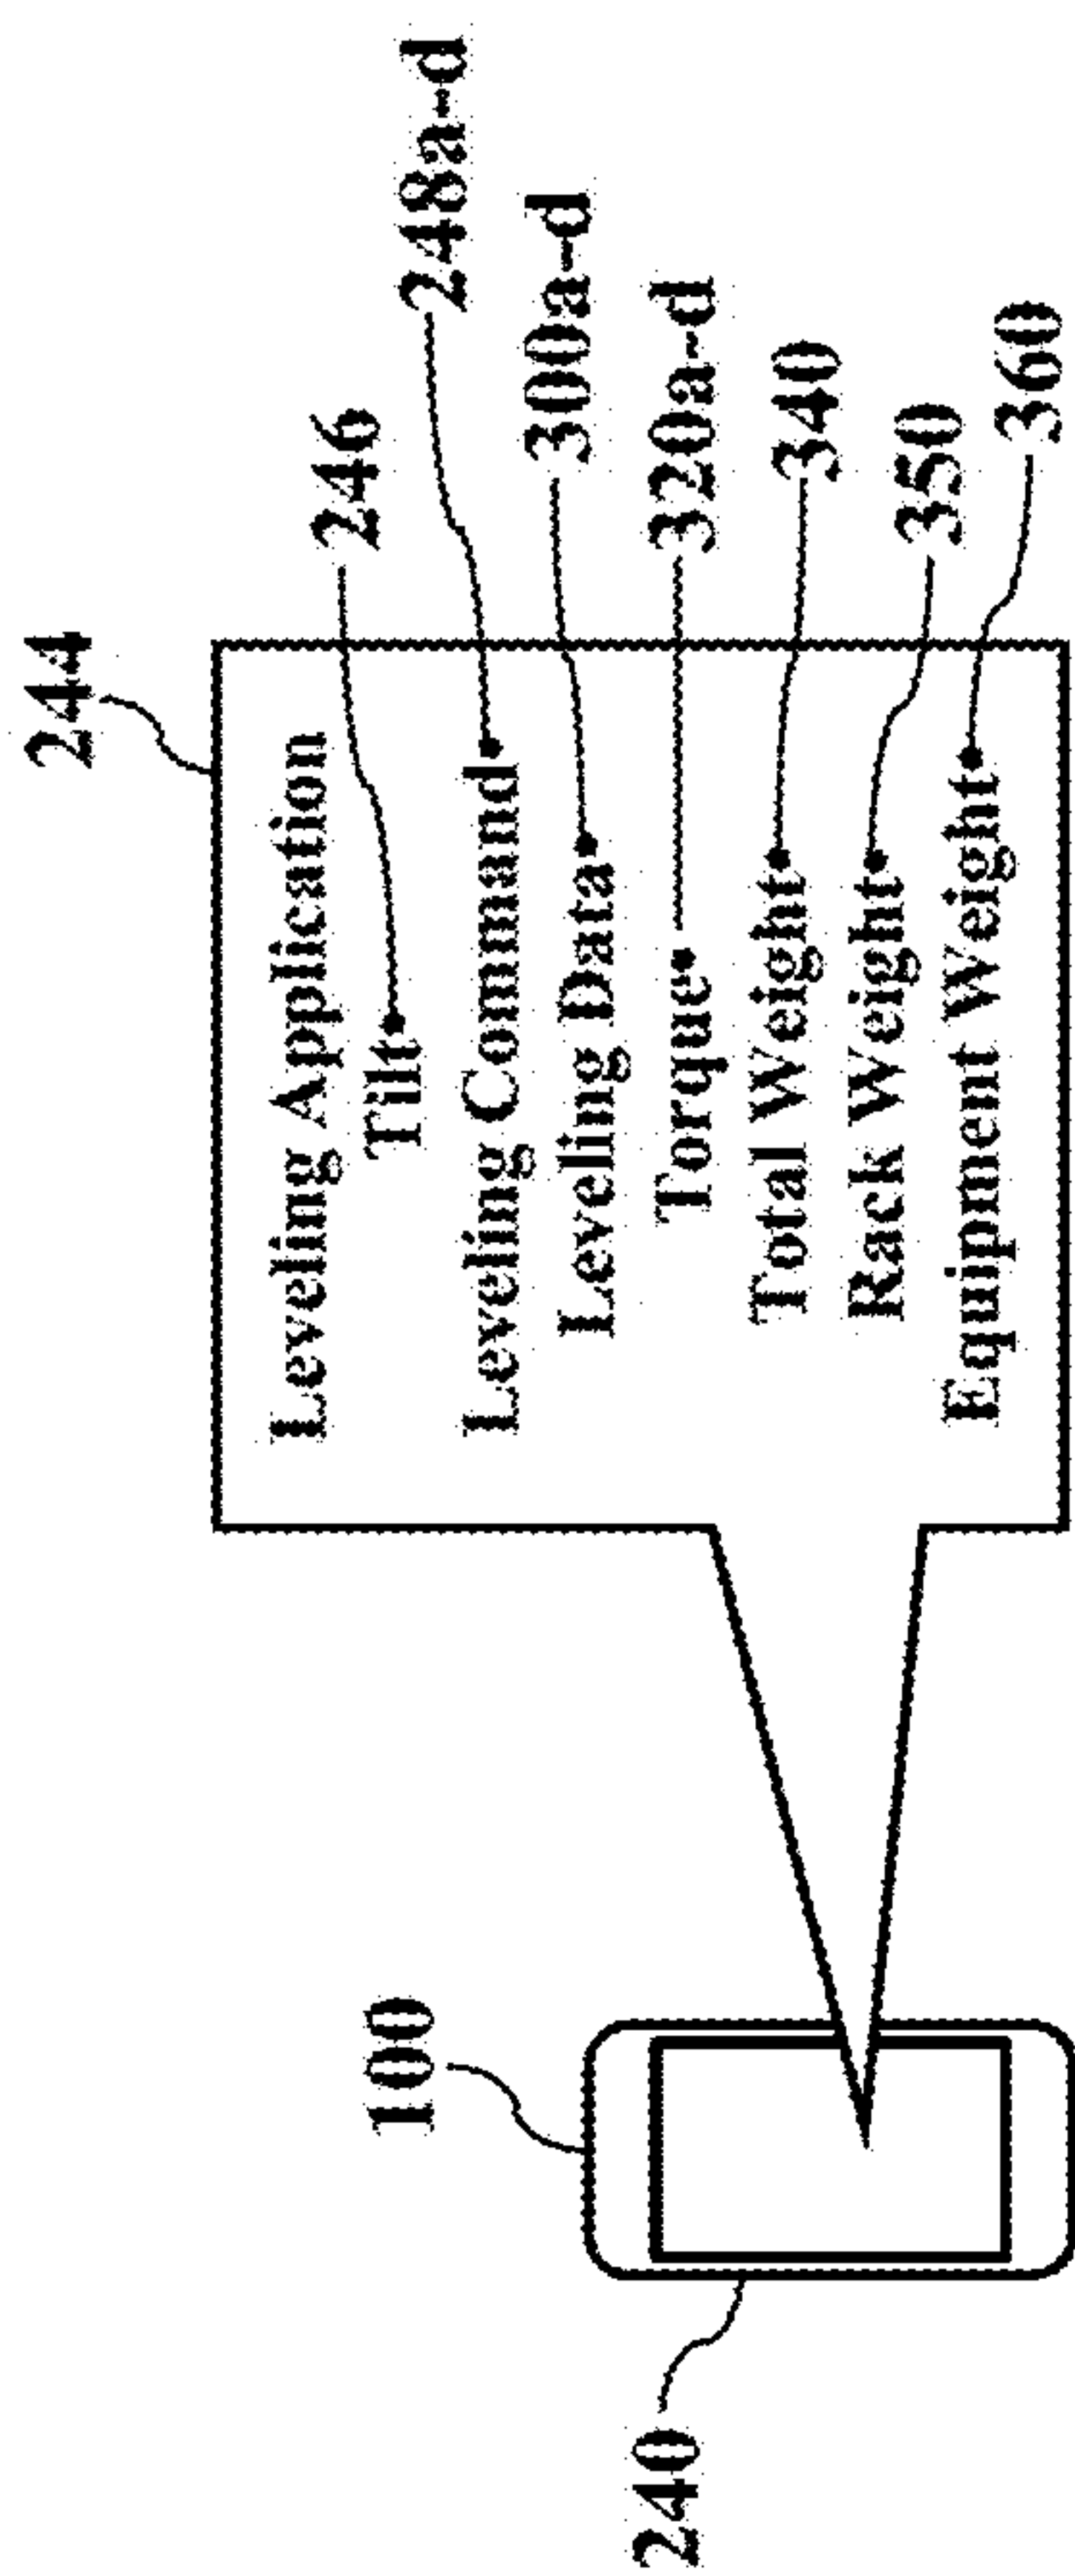 244
Leveling Application
Tilt 246
Leveling Command 248a-d
Leveling Data 300a-d
Torque 320a-d
Total Weight 340
Rack Weight 350
Equipment Weight 360
100
240